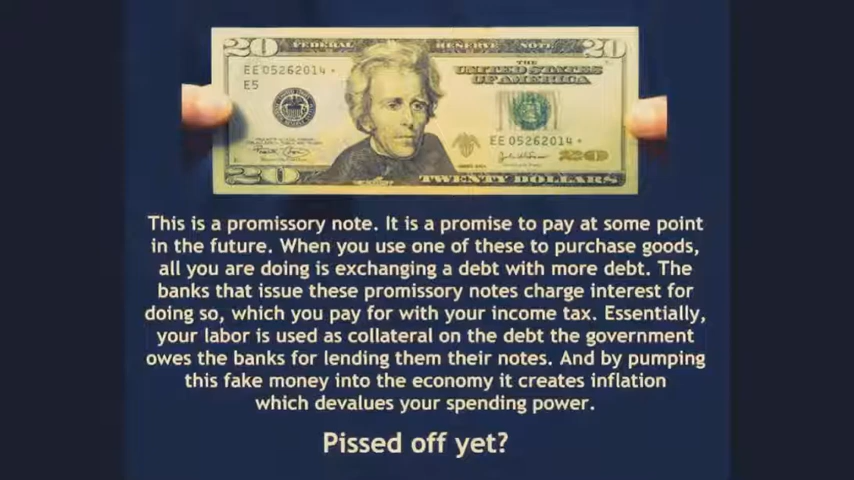 20 FEDERAL RESERVE NOTE 20
THE
UNITED STATES
OF AMERICA
EE 05262014 *
E5
EE 05262014 *
20
20 TWENTY DOLLARS
This is a promissory note. It is a promise to pay at some point
in the future. When you use one of these to purchase goods,
all you are doing is exchanging a debt with more debt. The
banks that issue these promissory notes charge interest for
doing so, which you pay for with your income tax. Essentially,
your labor is used as collateral on the debt the government
owes the banks for lending them their notes. And by pumping
this fake money into the economy it creates inflation
which devalues your spending power.
Pissed off yet?